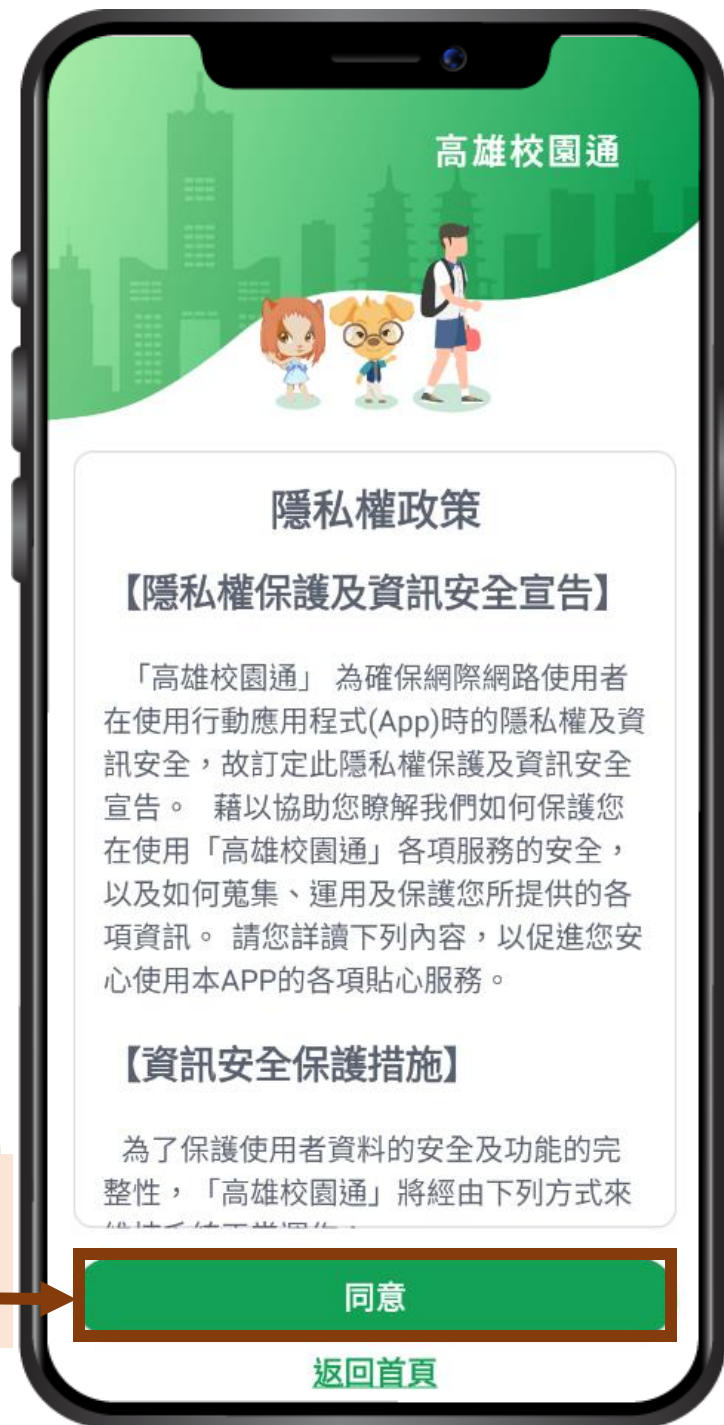 高雄校園通
隱私權政策
【隱私權保護及資訊安全宣告】
「高雄校園通」 為確保網際網路使用者
在使用行動應用程式(App)時的隱私權及資
訊安全，故訂定此隱私權保護及資訊安全
宣告。 藉以協助您瞭解我們如何保護您
在使用「高雄校園通」各項服務的安全，
以及如何蒐集、運用及保護您所提供的各
項資訊。 請您詳讀下列內容，以促進您安
心使用本APP的各項貼心服務。
【資訊安全保護措施】
為了保護使用者資料的安全及功能的完
整性，「高雄校園通」將經由下列方式來
同意
返回首頁